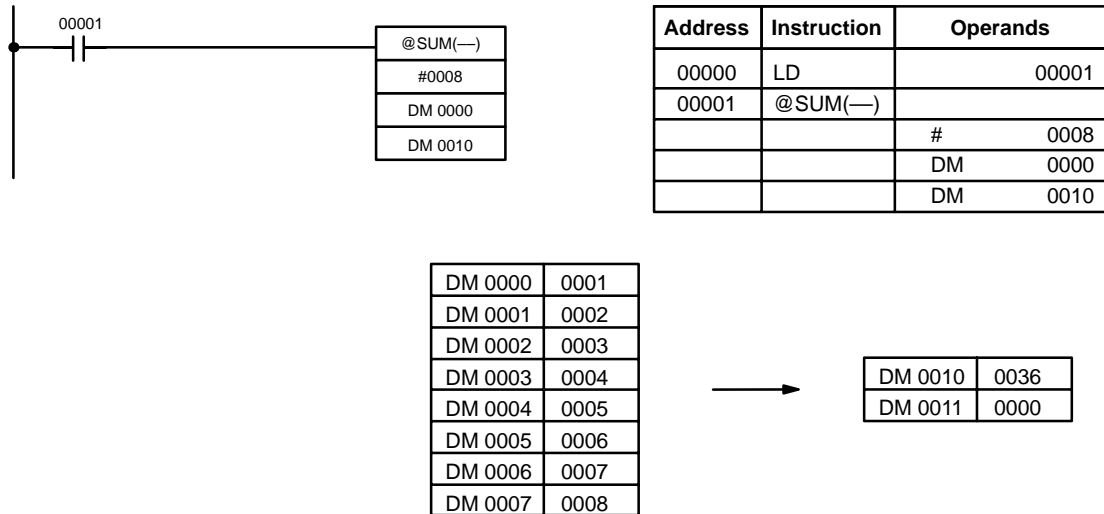 00001
@SUM(—)
#0008
DM 0000
DM 0010
Address Instruction Operands
00000 LD 00001
00001 @SUM(—)
# 0008
DM 0000
DM 0010
DM 0000 0001
DM 0001 0002
DM 0002 0003
DM 0003 0004
DM 0004 0005
DM 0005 0006
DM 0006 0007
DM 0007 0008
DM 0010 0036
DM 0011 0000